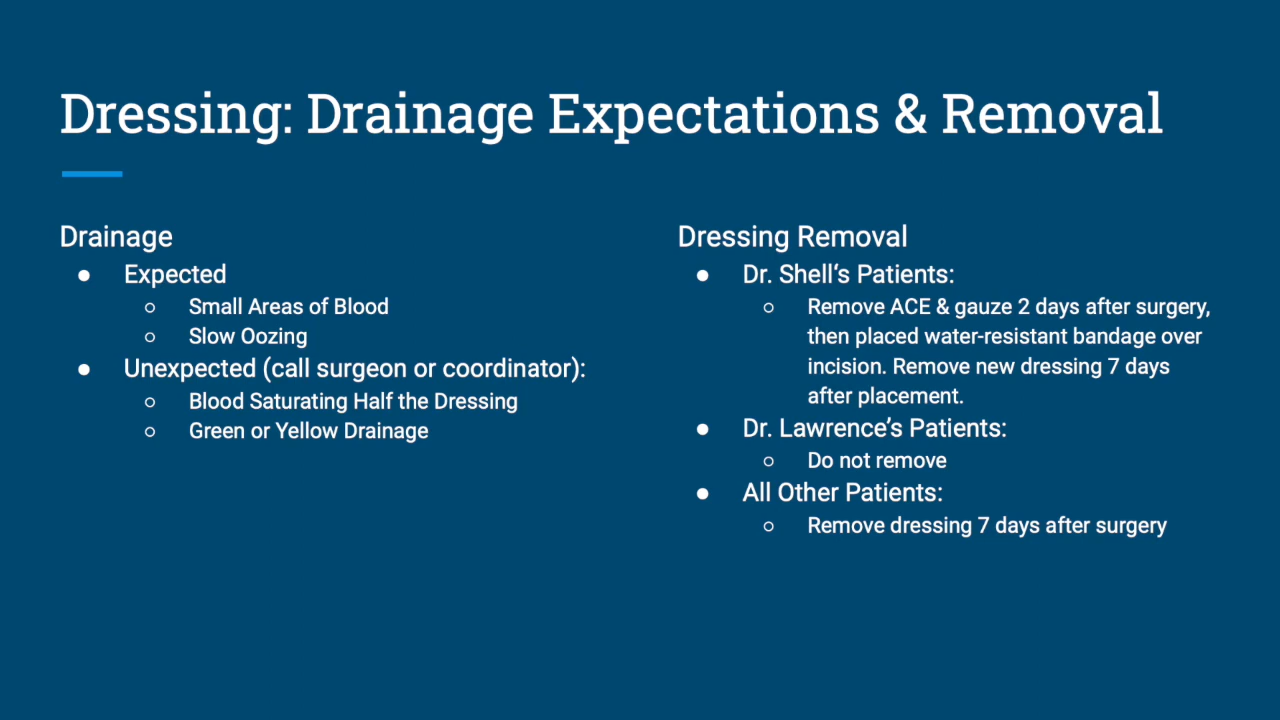 Dressing: Drainage Expectations & Removal
Drainage
● Expected
○ Small Areas of Blood
○ Slow Oozing
● Unexpected (call surgeon or coordinator):
○ Blood Saturating Half the Dressing
○ Green or Yellow Drainage
Dressing Removal
● Dr. Shell‘s Patients:
○ Remove ACE & gauze 2 days after surgery,
then placed water-resistant bandage over
incision. Remove new dressing 7 days
after placement.
● Dr. Lawrence’s Patients:
○ Do not remove
● All Other Patients:
○ Remove dressing 7 days after surgery